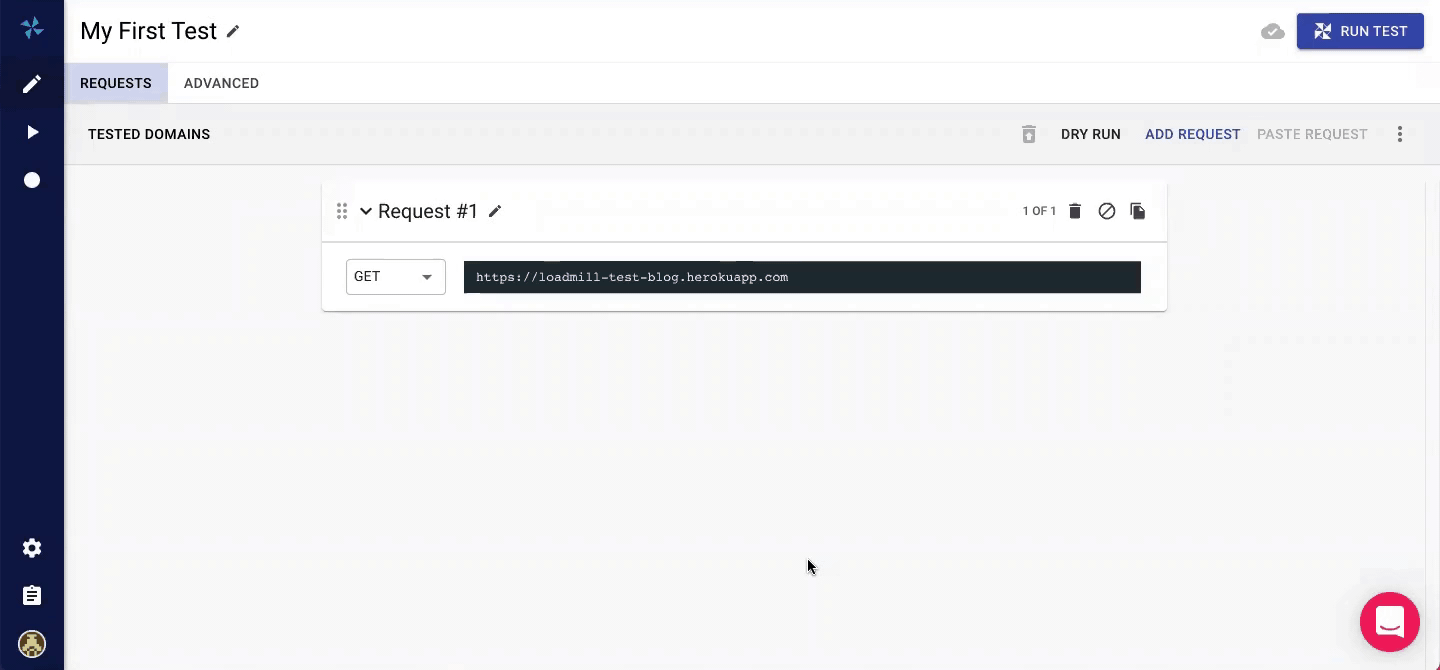 My First Test
RUN TEST
REQUESTS ADVANCED
TESTED DOMAINS DRY RUN ADD REQUEST PASTE REQUEST
Request #1 1 OF 1
GET https://loadmill-test-blog.herokuapp.com